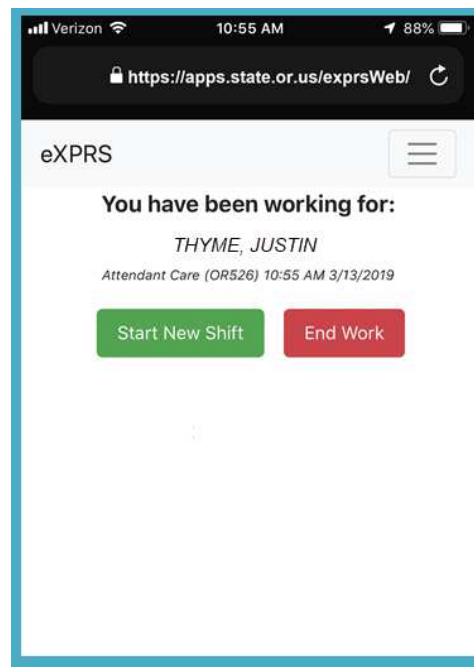 Verizon 10:55 AM 88%
https://apps.state.or.us/exprsWeb/
eXPRS
You have been working for:
THYME, JUSTIN
Attendant Care (OR526) 10:55 AM 3/13/2019
Start New Shift End Work